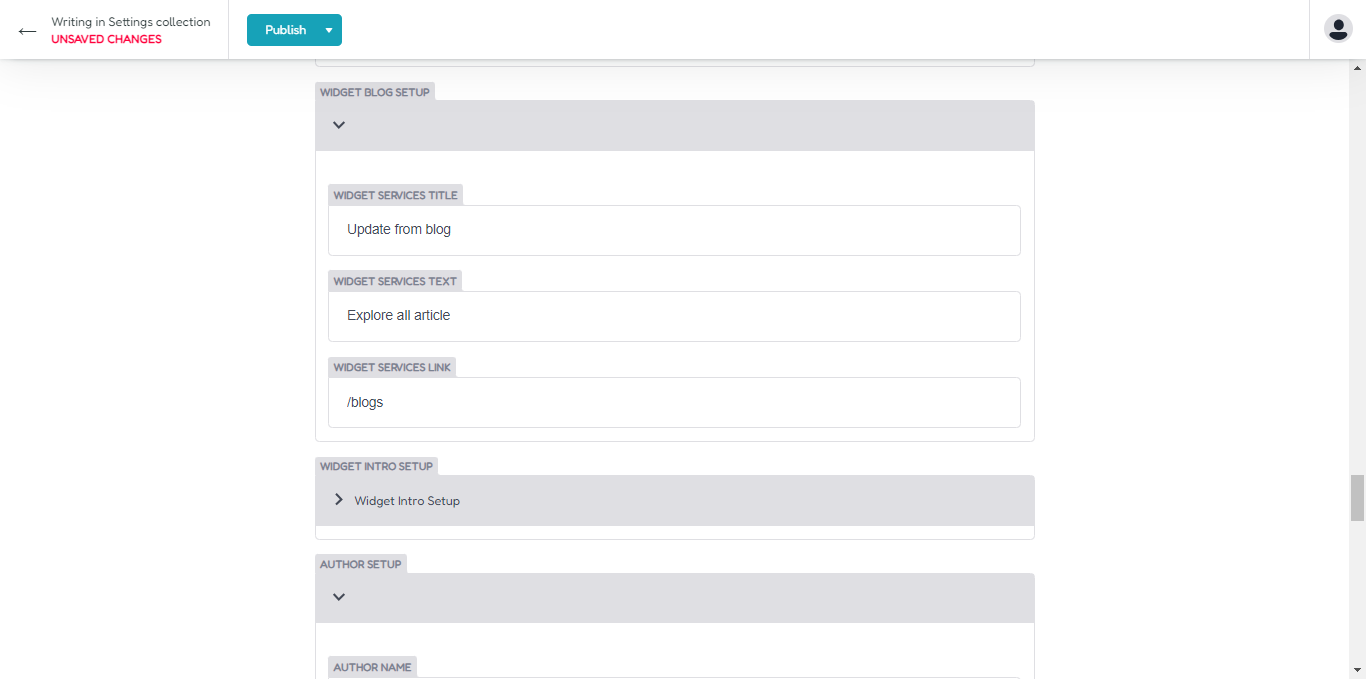 Writing in Settings collection
UNSAVED CHANGES
Publish
WIDGET BLOG SETUP
WIDGET SERVICES TITLE
Update from blog
WIDGET SERVICES TEXT
Explore all article
WIDGET SERVICES LINK
/blogs
WIDGET INTRO SETUP
Widget Intro Setup
AUTHOR SETUP
AUTHOR NAME